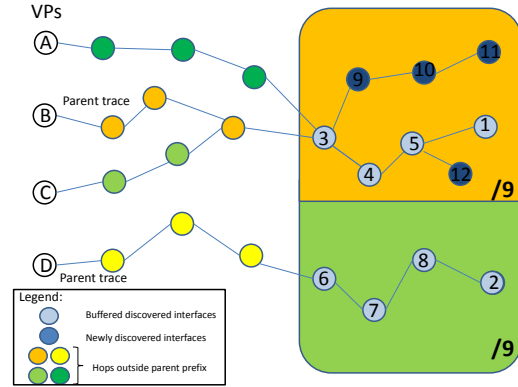 VPs
A
11
10
9
B
Parent trace
1
3
5
4
12
C
/9
D
Parent trace
8
6
2
7
/9
Legend:
Buffered discovered interfaces
Newly discovered interfaces
Hops outside parent prefix